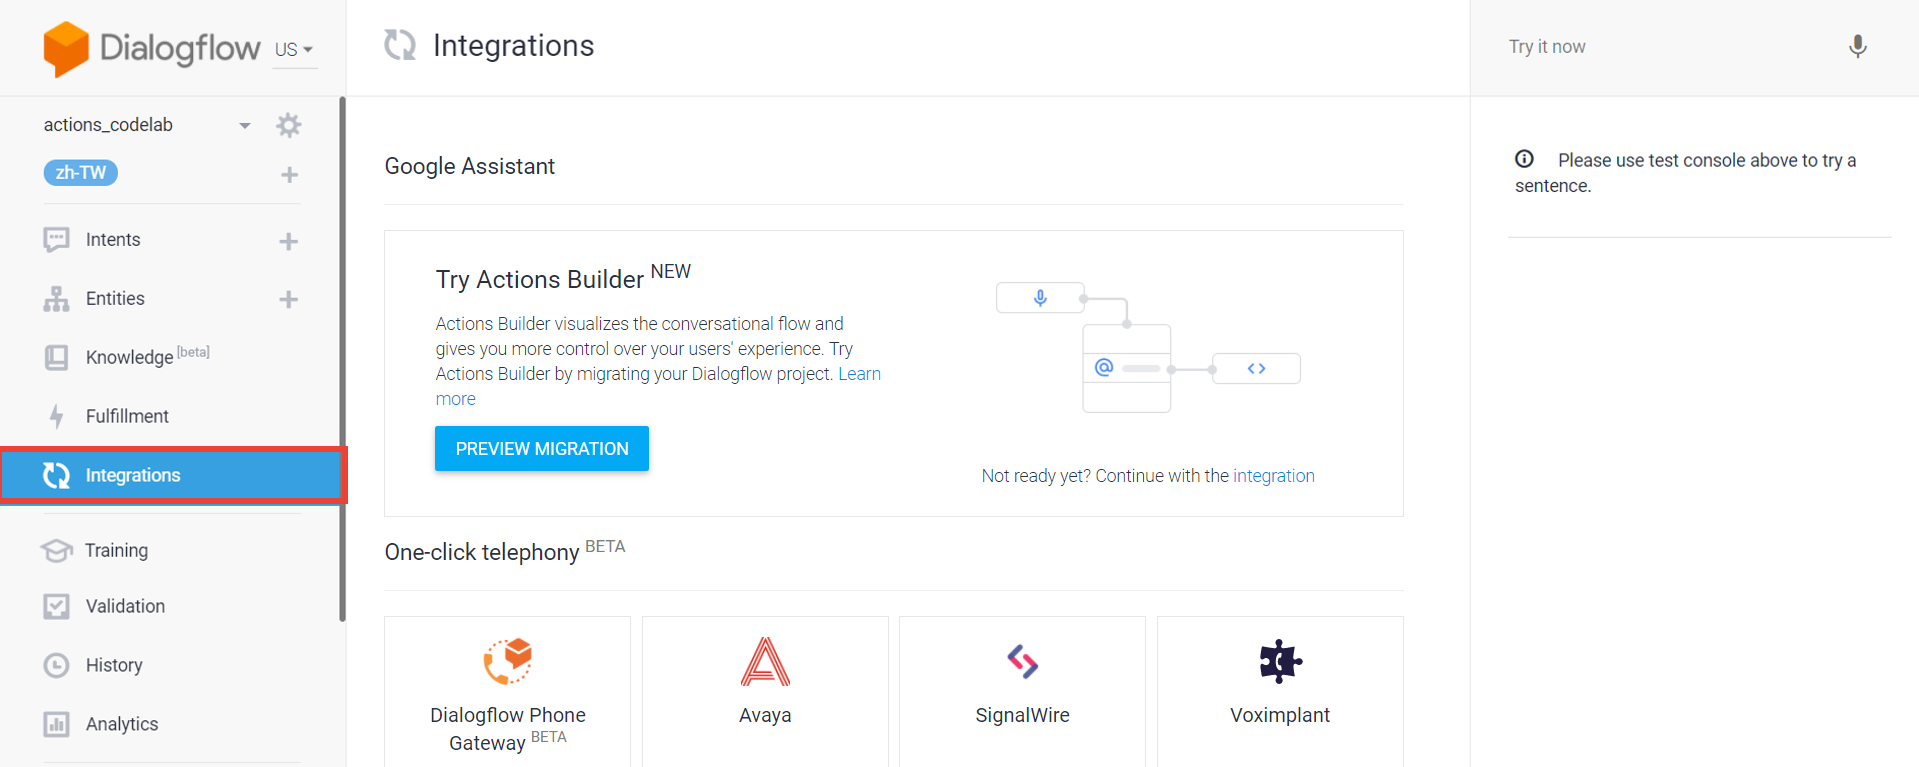 Dialogflow US
Integrations
Try it now
actions_codelab
zh-TW
Intents
Entities
Knowledge [beta]
Fulfillment
Integrations
Training
Validation
History
Analytics
Google Assistant
Try Actions Builder NEW
Actions Builder visualizes the conversational flow and
gives you more control over your users' experience. Try
Actions Builder by migrating your Dialogflow project. Learn
more
PREVIEW MIGRATION
Not ready yet? Continue with the integration
One-click telephony BETA
Dialogflow Phone
Gateway BETA
Avaya
SignalWire
Voximplant
Please use test console above to try a
sentence.